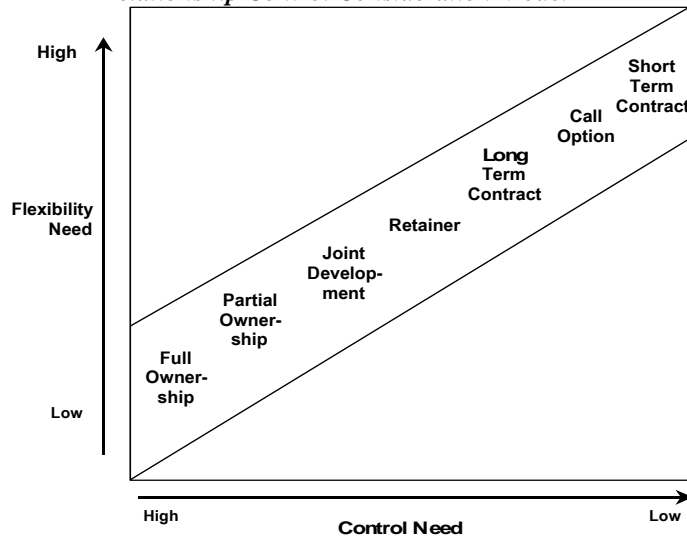 High
Short
Term
Contract
Call
Option
Long
Term
Contract
Flexibility
Need
Retainer
Joint
Develop-
ment
Partial
Owner-
ship
Full
Owner-
ship
Low
High
Low
Control Need